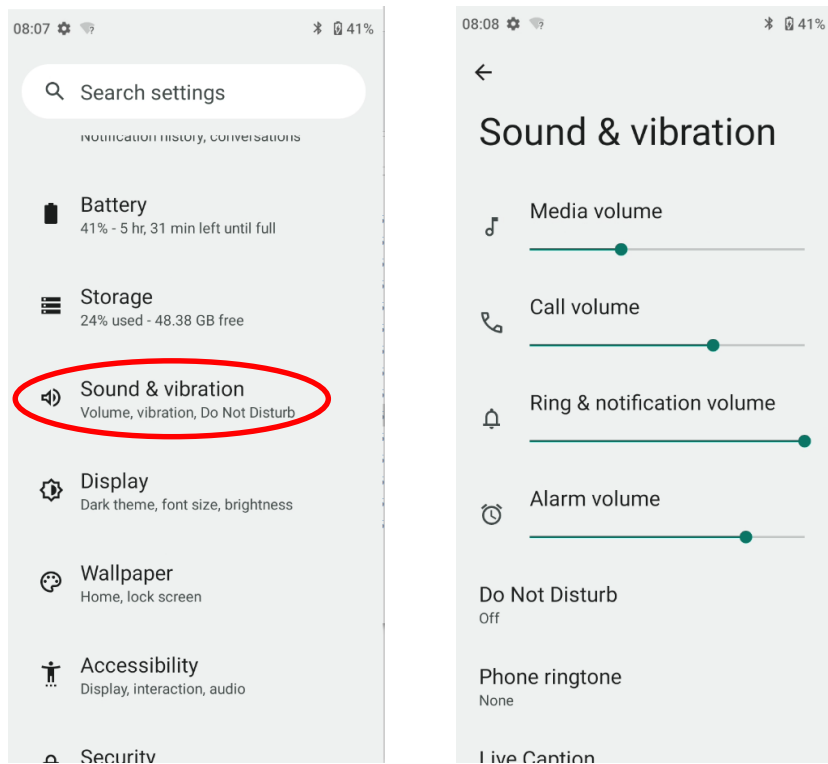 08:07 41%
Search settings
Notification history, conversations
Battery
41% - 5 hr, 31 min left until full
Storage
24% used - 48.38 GB free
Sound & vibration
Volume, vibration, Do Not Disturb
Display
Dark theme, font size, brightness
Wallpaper
Home, lock screen
Accessibility
Display, interaction, audio
Security
08:08 41%
Sound & vibration
Media volume
Call volume
Ring & notification volume
Alarm volume
Do Not Disturb
Off
Phone ringtone
None
Live Caption